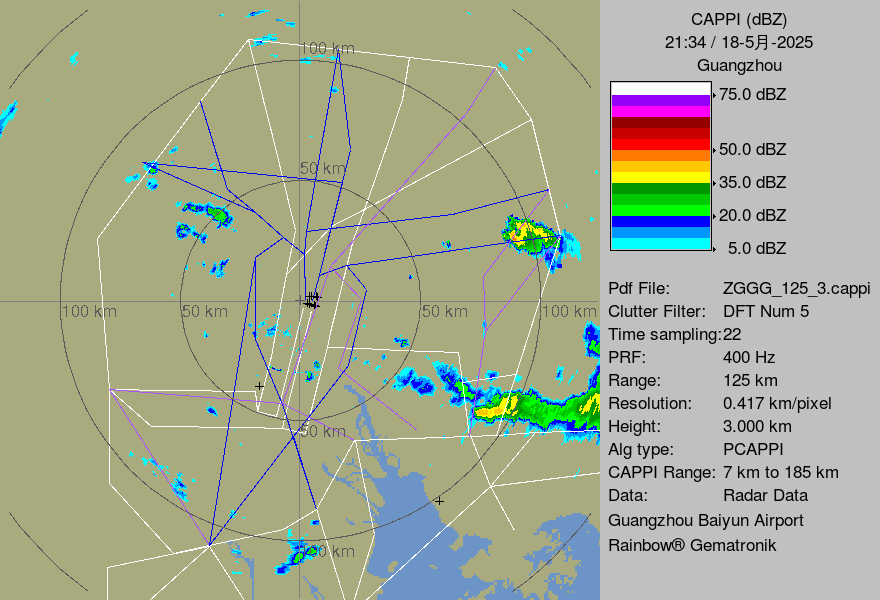 CAPPI (dBZ)
21:34 / 18-5月-2025
Guangzhou
75.0 dBZ
50.0 dBZ
35.0 dBZ
20.0 dBZ
5.0 dBZ
Pdf File: ZGGG_125_3.cappi
Clutter Filter: DFT Num 5
Time sampling:22
PRF: 400 Hz
Range: 125 km
Resolution: 0.417 km/pixel
Height: 3.000 km
Alg type: PCAPPI
CAPPI Range: 7 km to 185 km
Data: Radar Data
Guangzhou Baiyun Airport
Rainbow® Gematronik
100 km
50 km
100 km
50 km
50 km
100 km
50 km
100 km